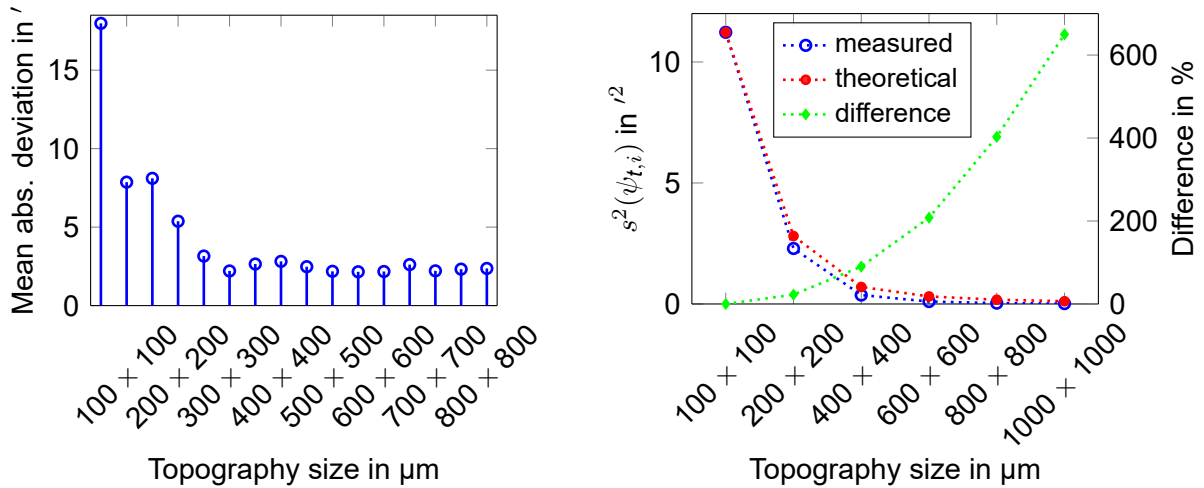 Mean abs. deviation in ′
15
10
5
0
100 × 100
200 × 200
300 × 300
400 × 400
500 × 500
600 × 600
700 × 700
800 × 800
Topography size in µm
s²(ψt,i) in ′²
10
5
0
measured
theoretical
difference
600
400
200
0
Difference in %
100 × 100
200 × 200
400 × 400
600 × 600
800 × 800
1000 × 1000
Topography size in µm